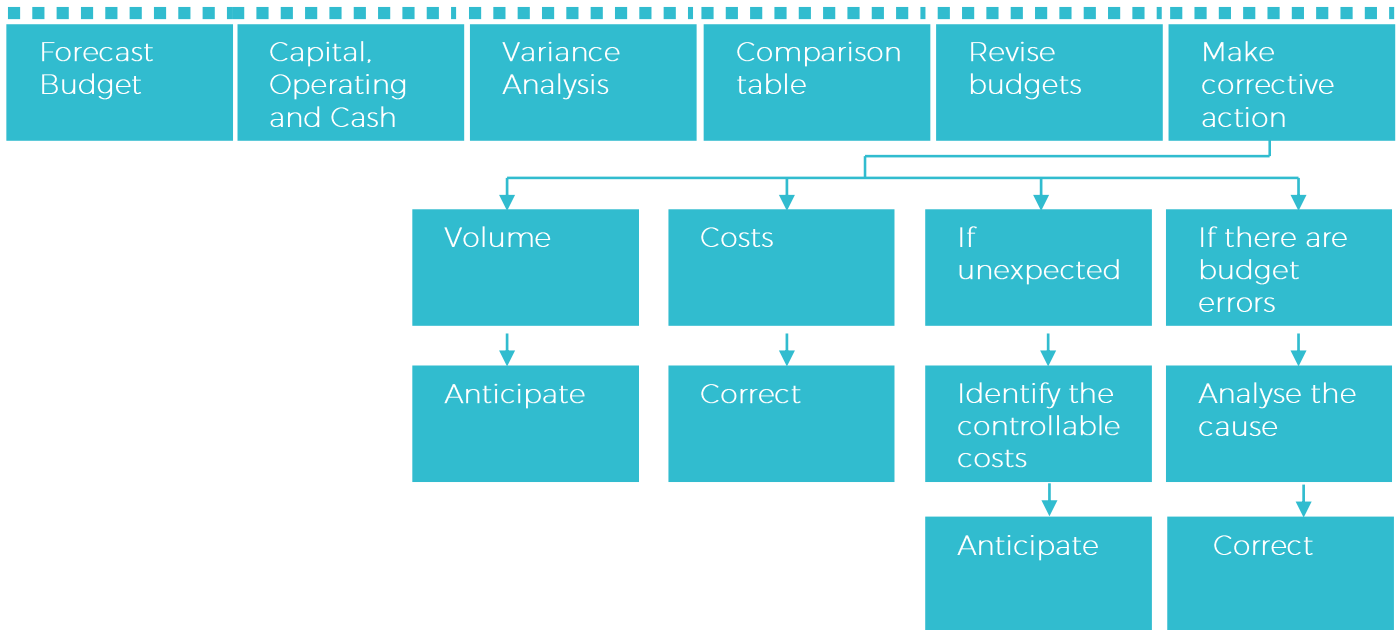 Forecast
Budget
Capital,
Operating
and Cash
Variance
Analysis
Comparison
table
Revise
budgets
Make
corrective
action
Volume
Costs
If
unexpected
If there are
budget
errors
Anticipate
Correct
Identify the
controllable
costs
Analyse the
cause
Anticipate
Correct